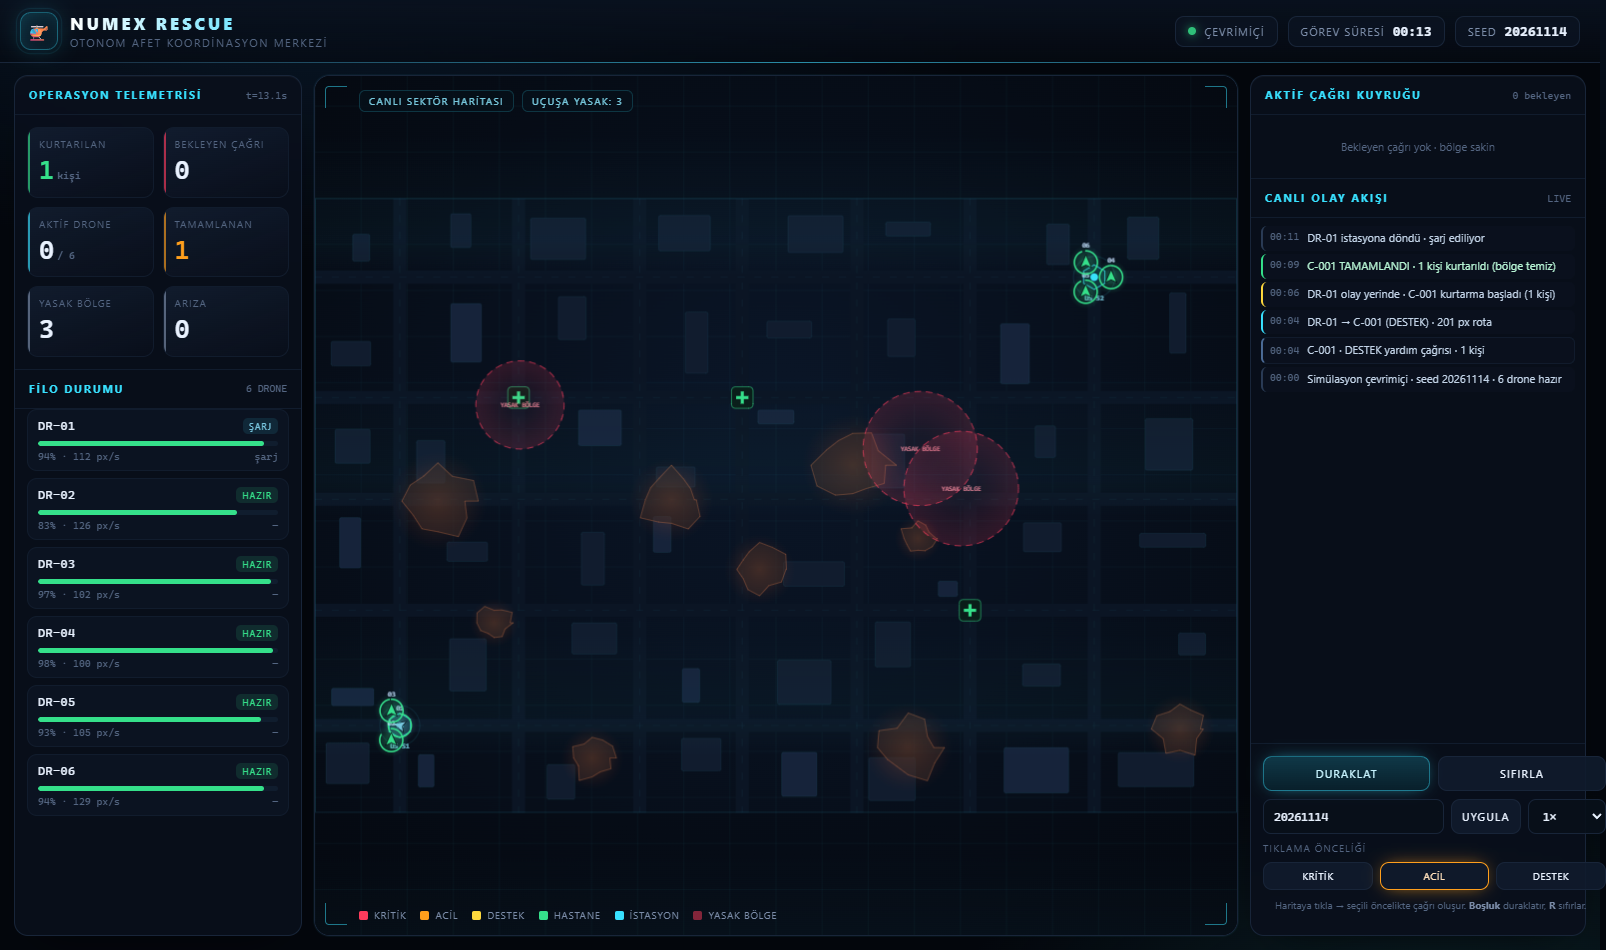 NUMEX RESCUE
OTONOM AFET KOORDİNASYON MERKEZİ
ÇEVRİMİÇİ
GÖREV SÜRESİ 00:13
SEED 20261114
OPERASYON TELEMETRİSİ t=13.1s
KURTARILAN
1 kişi
BEKLEYEN ÇAĞRI
0
AKTİF DRONE
0 / 6
TAMAMLANAN
1
YASAK BÖLGE
3
ARIZA
0
FİLO DURUMU 6 DRONE
DR-01 ŞARJ
94% · 112 px/s şarj
DR-02 HAZIR
83% · 126 px/s —
DR-03 HAZIR
97% · 102 px/s —
DR-04 HAZIR
98% · 100 px/s —
DR-05 HAZIR
93% · 105 px/s —
DR-06 HAZIR
94% · 129 px/s —
CANLI SEKTÖR HARİTASI
UÇUŞA YASAK: 3
06
04
YASAK BÖLGE
YASAK BÖLGE
YASAK BÖLGE
03
KRİTİK
ACİL
DESTEK
HASTANE
İSTASYON
YASAK BÖLGE
AKTİF ÇAĞRI KUYRUĞU 0 bekleyen
Bekleyen çağrı yok · bölge sakin
CANLI OLAY AKIŞI LIVE
00:11 DR-01 istasyona döndü · şarj ediliyor
00:09 C-001 TAMAMLANDI · 1 kişi kurtarıldı (bölge temiz)
00:06 DR-01 olay yerinde · C-001 kurtarma başladı (1 kişi)
00:04 DR-01 → C-001 (DESTEK) · 201 px rota
00:04 C-001 · DESTEK yardım çağrısı · 1 kişi
00:00 Simülasyon çevrimiçi · seed 20261114 · 6 drone hazır
DURAKLAT
SIFIRLA
20261114
UYGULA
1×
TIKLAMA ÖNCELİĞİ
KRİTİK
ACİL
DESTEK
Haritaya tıkla → seçili öncelikte çağrı oluşur. Boşluk duraklatır, R sıfırlar.